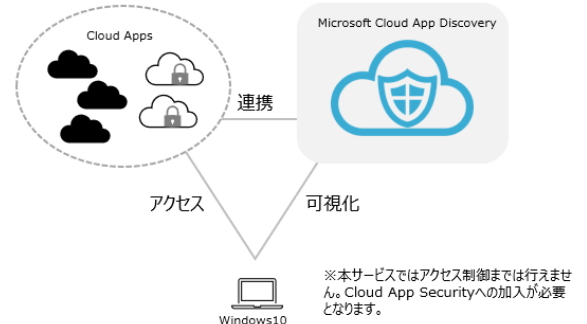 Cloud Apps
Microsoft Cloud App Discovery
連携
アクセス
可視化
Windows10
※本サービスではアクセス制御までは行えませ
ん。Cloud App Securityへの加入が必要
となります。